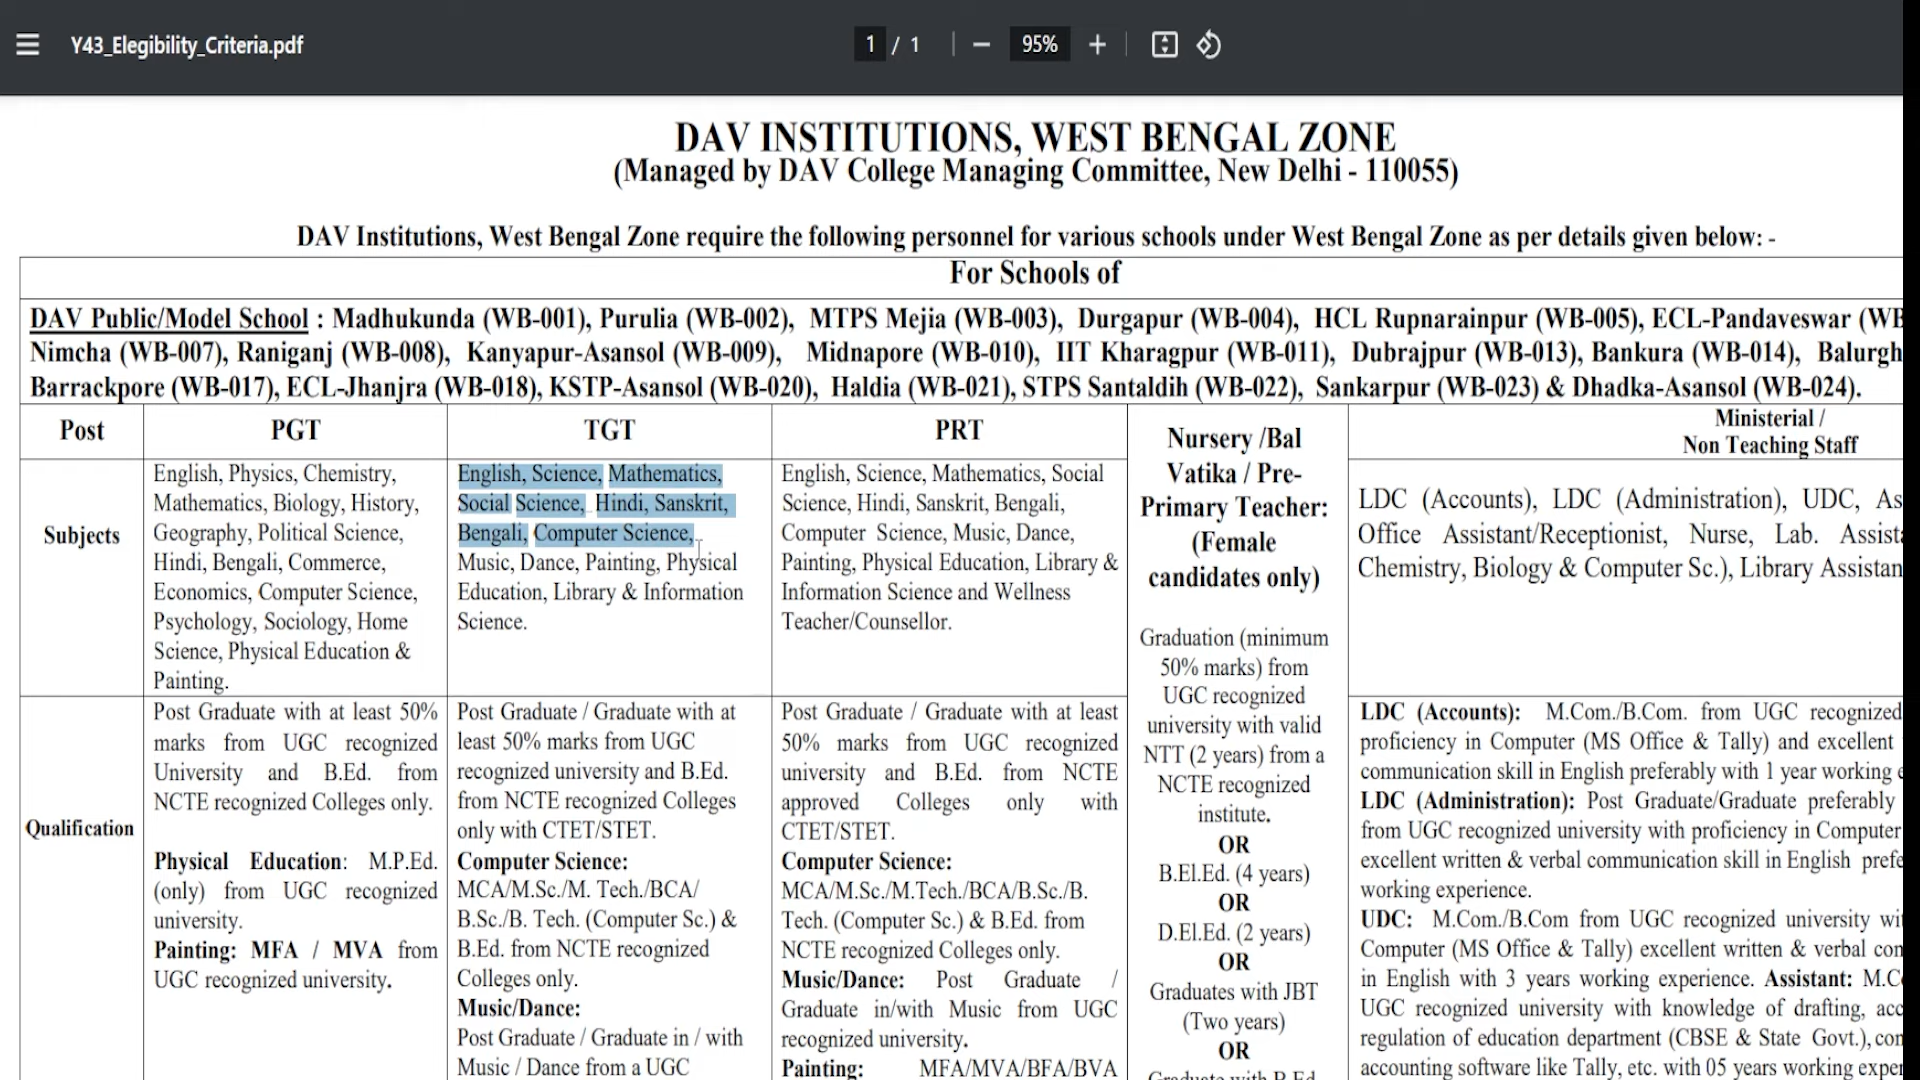 Y43_Elegibility_Criteria.pdf
1 / 1
95%
DAV INSTITUTIONS, WEST BENGAL ZONE
(Managed by DAV College Managing Committee, New Delhi - 110055)
DAV Institutions, West Bengal Zone require the following personnel for various schools under West Bengal Zone as per details given below: -
For Schools of
DAV Public/Model School : Madhukunda (WB-001), Purulia (WB-002), MTPS Mejia (WB-003), Durgapur (WB-004), HCL Rupnarainpur (WB-005), ECL-Pandaveswar (WB
Nimcha (WB-007), Raniganj (WB-008), Kanyapur-Asansol (WB-009), Midnapore (WB-010), IIT Kharagpur (WB-011), Dubrajpur (WB-013), Bankura (WB-014), Balurgh
Barrackpore (WB-017), ECL-Jhanjra (WB-018), KSTP-Asansol (WB-020), Haldia (WB-021), STPS Santaldih (WB-022), Sankarpur (WB-023) & Dhadka-Asansol (WB-024).
Post
PGT
TGT
PRT
Nursery /Bal
Vatika / Pre-
Primary Teacher:
(Female
candidates only)
Ministerial /
Non Teaching Staff
Subjects
English, Physics, Chemistry,
Mathematics, Biology, History,
Geography, Political Science,
Hindi, Bengali, Commerce,
Economics, Computer Science,
Psychology, Sociology, Home
Science, Physical Education &
Painting.
English, Science, Mathematics,
Social Science, Hindi, Sanskrit,
Bengali, Computer Science,
Music, Dance, Painting, Physical
Education, Library & Information
Science.
English, Science, Mathematics, Social
Science, Hindi, Sanskrit, Bengali,
Computer Science, Music, Dance,
Painting, Physical Education, Library &
Information Science and Wellness
Teacher/Counsellor.
Graduation (minimum
50% marks) from
UGC recognized
university with valid
NTT (2 years) from a
NCTE recognized
institute.
OR
B.El.Ed. (4 years)
OR
D.El.Ed. (2 years)
OR
Graduates with JBT
(Two years)
OR
Graduate with B.Ed.
LDC (Accounts), LDC (Administration), UDC, As
Office Assistant/Receptionist, Nurse, Lab. Assist
Chemistry, Biology & Computer Sc.), Library Assistan
Qualification
Post Graduate with at least 50%
marks from UGC recognized
University and B.Ed. from
NCTE recognized Colleges only.
Physical Education: M.P.Ed.
(only) from UGC recognized
university.
Painting: MFA / MVA from
UGC recognized university.
Post Graduate / Graduate with at
least 50% marks from UGC
recognized university and B.Ed.
from NCTE recognized Colleges
only with CTET/STET.
Computer Science:
MCA/M.Sc./M. Tech./BCA/
B.Sc./B. Tech. (Computer Sc.) &
B.Ed. from NCTE recognized
Colleges only.
Music/Dance:
Post Graduate / Graduate in / with
Music / Dance from a UGC
Post Graduate / Graduate with at least
50% marks from UGC recognized
university and B.Ed. from NCTE
approved Colleges only with
CTET/STET.
Computer Science:
MCA/M.Sc./M.Tech./BCA/B.Sc./B.
Tech. (Computer Sc.) & B.Ed. from
NCTE recognized Colleges only.
Music/Dance: Post Graduate /
Graduate in/with Music from UGC
recognized university.
Painting: MFA/MVA/BFA/BVA
LDC (Accounts): M.Com./B.Com. from UGC recognized
proficiency in Computer (MS Office & Tally) and excellent
communication skill in English preferably with 1 year working e
LDC (Administration): Post Graduate/Graduate preferably
from UGC recognized university with proficiency in Computer
excellent written & verbal communication skill in English prefe
working experience.
UDC: M.Com./B.Com from UGC recognized university wi
Computer (MS Office & Tally) excellent written & verbal con
in English with 3 years working experience. Assistant: M.C
UGC recognized university with knowledge of drafting, acc
regulation of education department (CBSE & State Govt.), con
accounting software like Tally, etc. with 05 years working exper